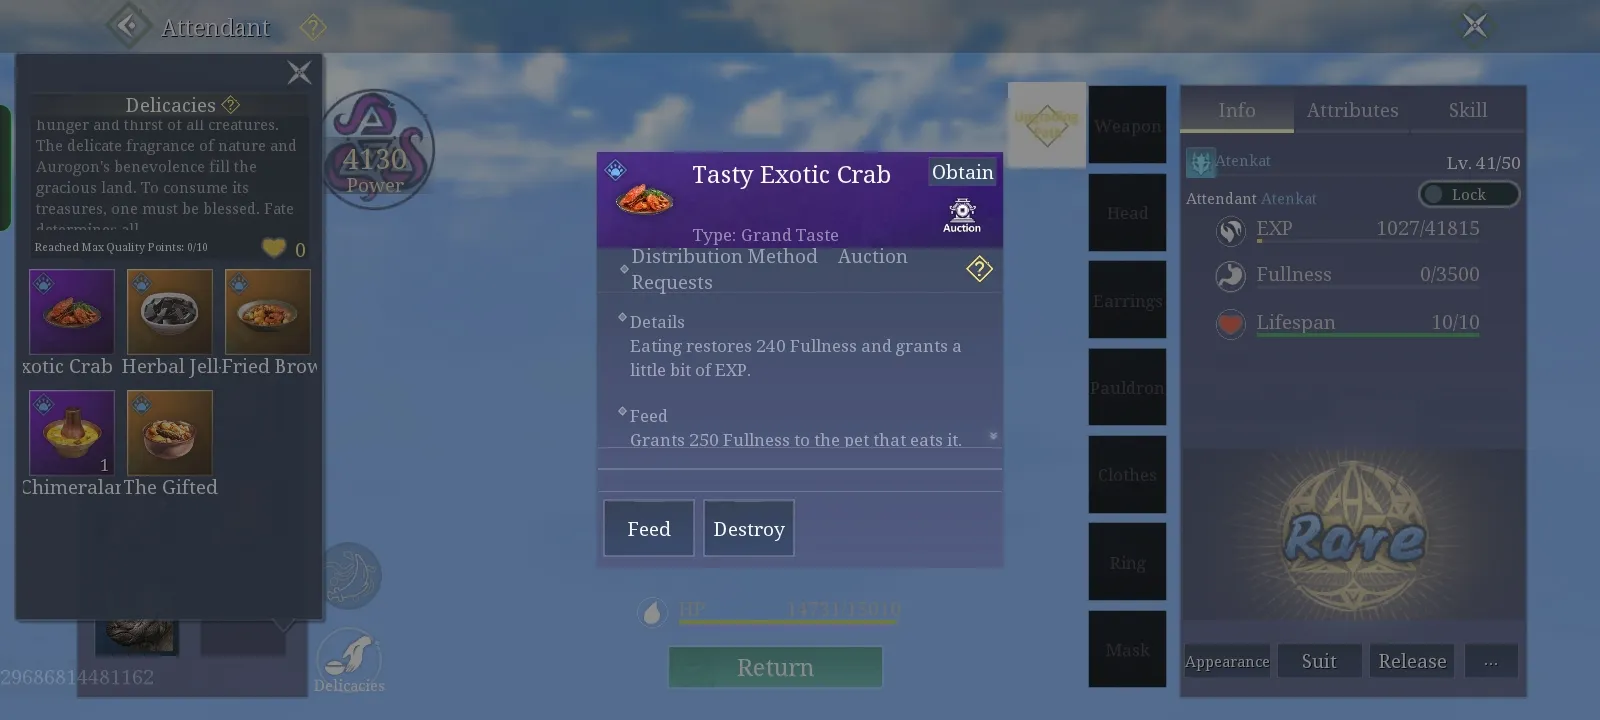 Attendant
Delicacies
hunger and thirst of all creatures.
The delicate fragrance of nature and
Aurogon's benevolence fill the
gracious land. To consume its
treasures, one must be blessed. Fate
determines all
Reached Max Quality Points: 0/10
0
xotic Crab
Herbal Jell
Fried Brow
1
Chimeralar
The Gifted
4130
Power
29686814481162
Delicacies
Tasty Exotic Crab
Obtain
Auction
Type: Grand Taste
Distribution Method Auction
Requests
Details
Eating restores 240 Fullness and grants a
little bit of EXP.
Feed
Grants 250 Fullness to the pet that eats it.
Feed
Destroy
HP
Return
Upgrading
Pets
Weapon
Head
Earrings
Pauldron
Clothes
Ring
Mask
Info
Attributes
Skill
Atenkat
Lv. 41/50
Attendant Atenkat
Lock
EXP 1027/41815
Fullness 0/3500
Lifespan 10/10
Rare
Appearance
Suit
Release
...